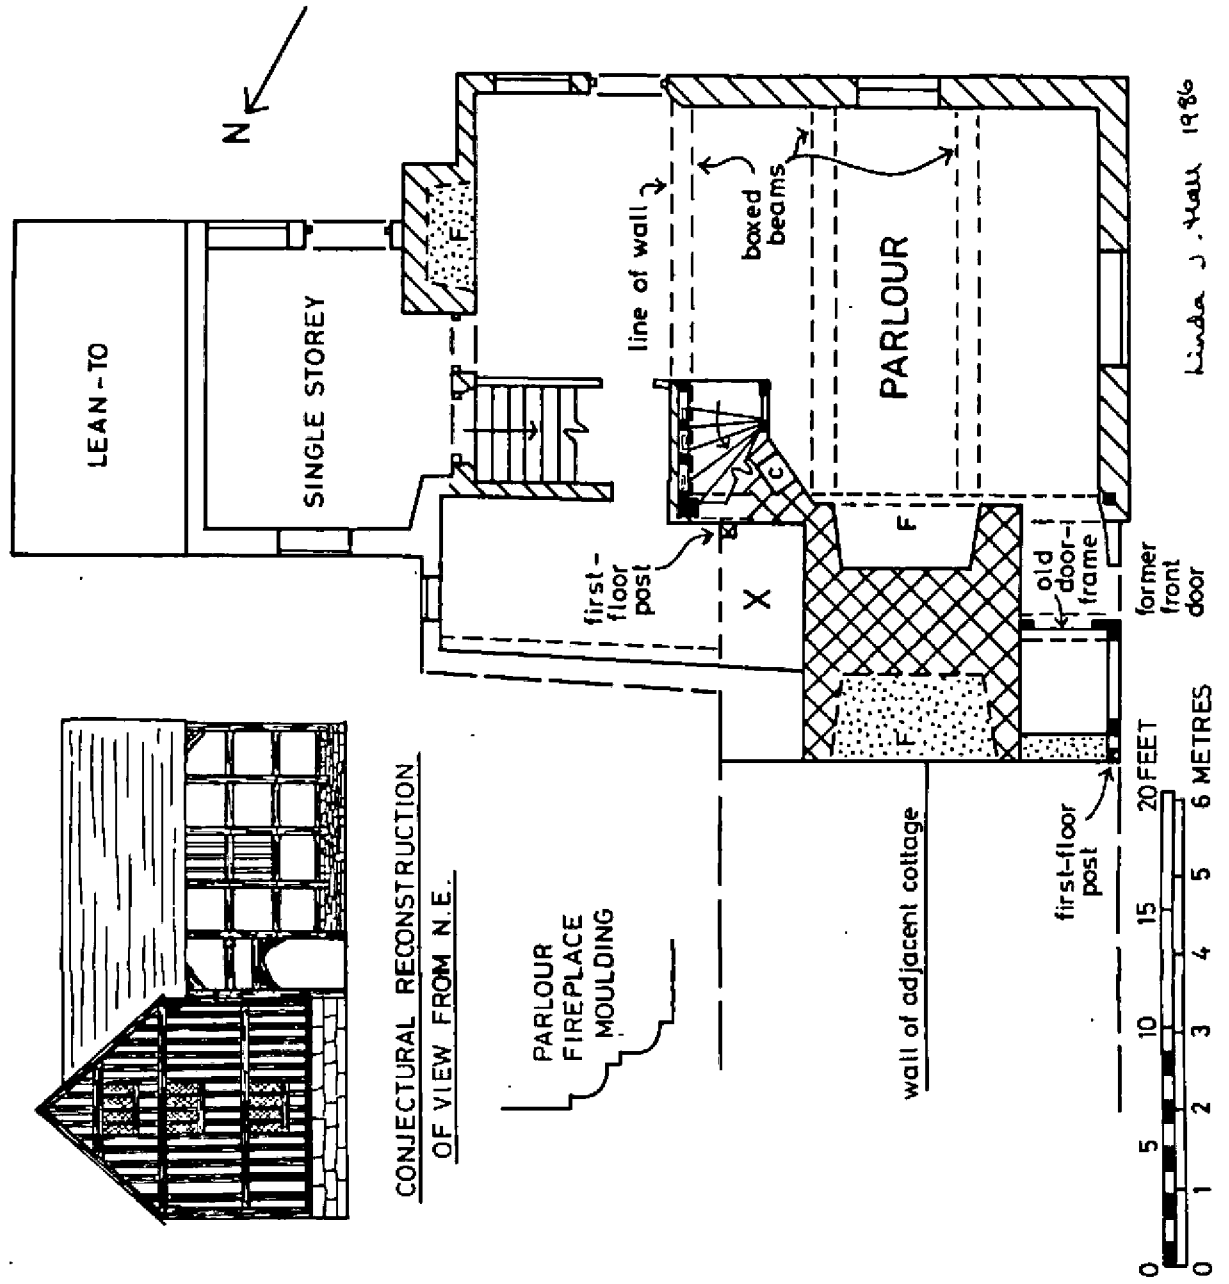 N
LEAN-TO
SINGLE STOREY
F
line of wall
boxed
beams
PARLOUR
C
F
first-
floor
post
X
old
door-
frame
former
front
door
F
first-floor
post
wall of adjacent cottage
CONJECTURAL RECONSTRUCTION
OF VIEW FROM N.E.
PARLOUR
FIREPLACE
MOULDING
0 5 10 15 20 FEET
0 1 2 3 4 5 6 METRES
Linda J. Hall 1986